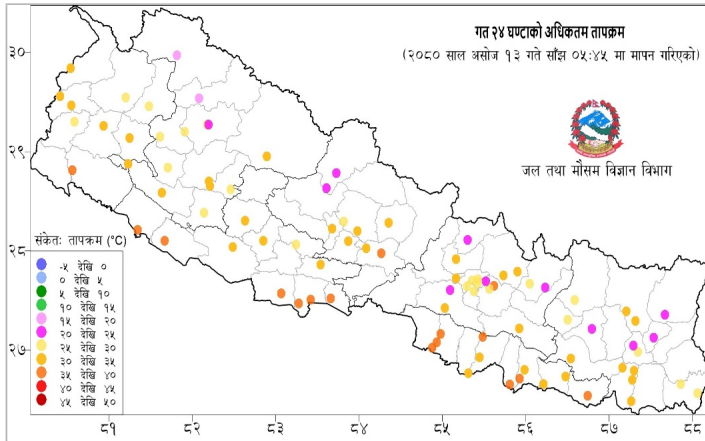 गत २४ घण्टाको अधिकतम तापक्रम
(२०८० साल असोज १३ गते साँझ ०५:४५ मा मापन गरिएको)
जल तथा मौसम विज्ञान विभाग
३०
२९
२८
२७
संकेतः तापक्रम (°C)
-५ देखि ०
० देखि ५
५ देखि १०
१० देखि १५
१५ देखि २०
२० देखि २५
२५ देखि ३०
३० देखि ३५
३५ देखि ४०
४० देखि ४५
४५ देखि ५०
८१ ८२ ८३ ८४ ८५ ८६ ८७ ८८